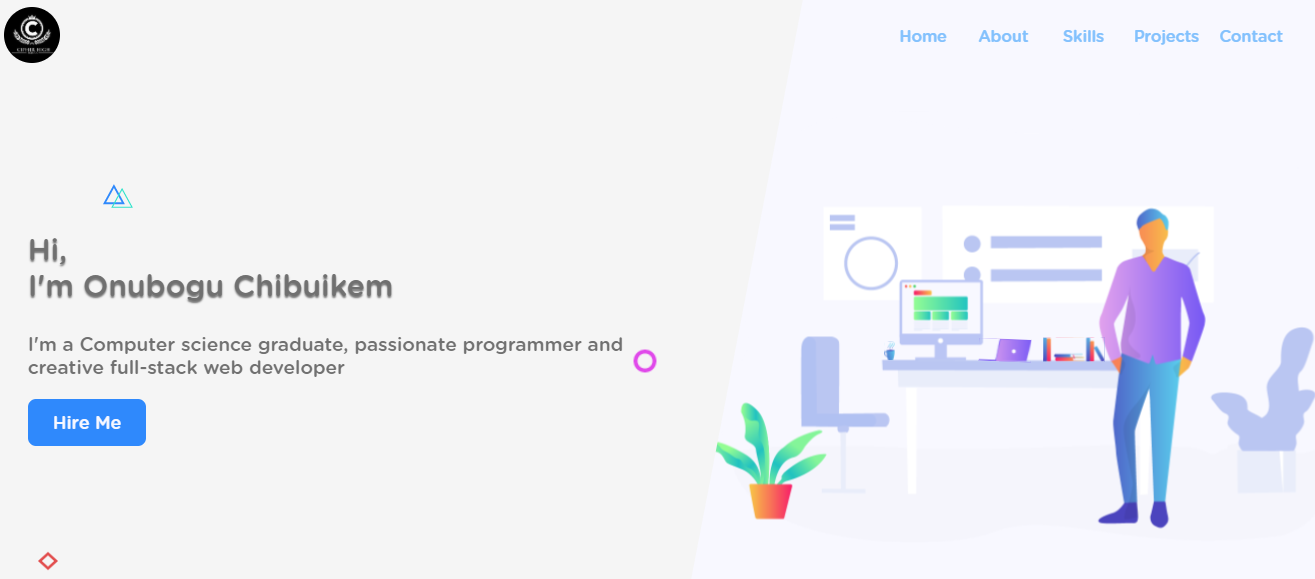 Home About Skills Projects Contact
Hi,
I'm Onubogu Chibuikem
I'm a Computer science graduate, passionate programmer and
creative full-stack web developer
Hire Me